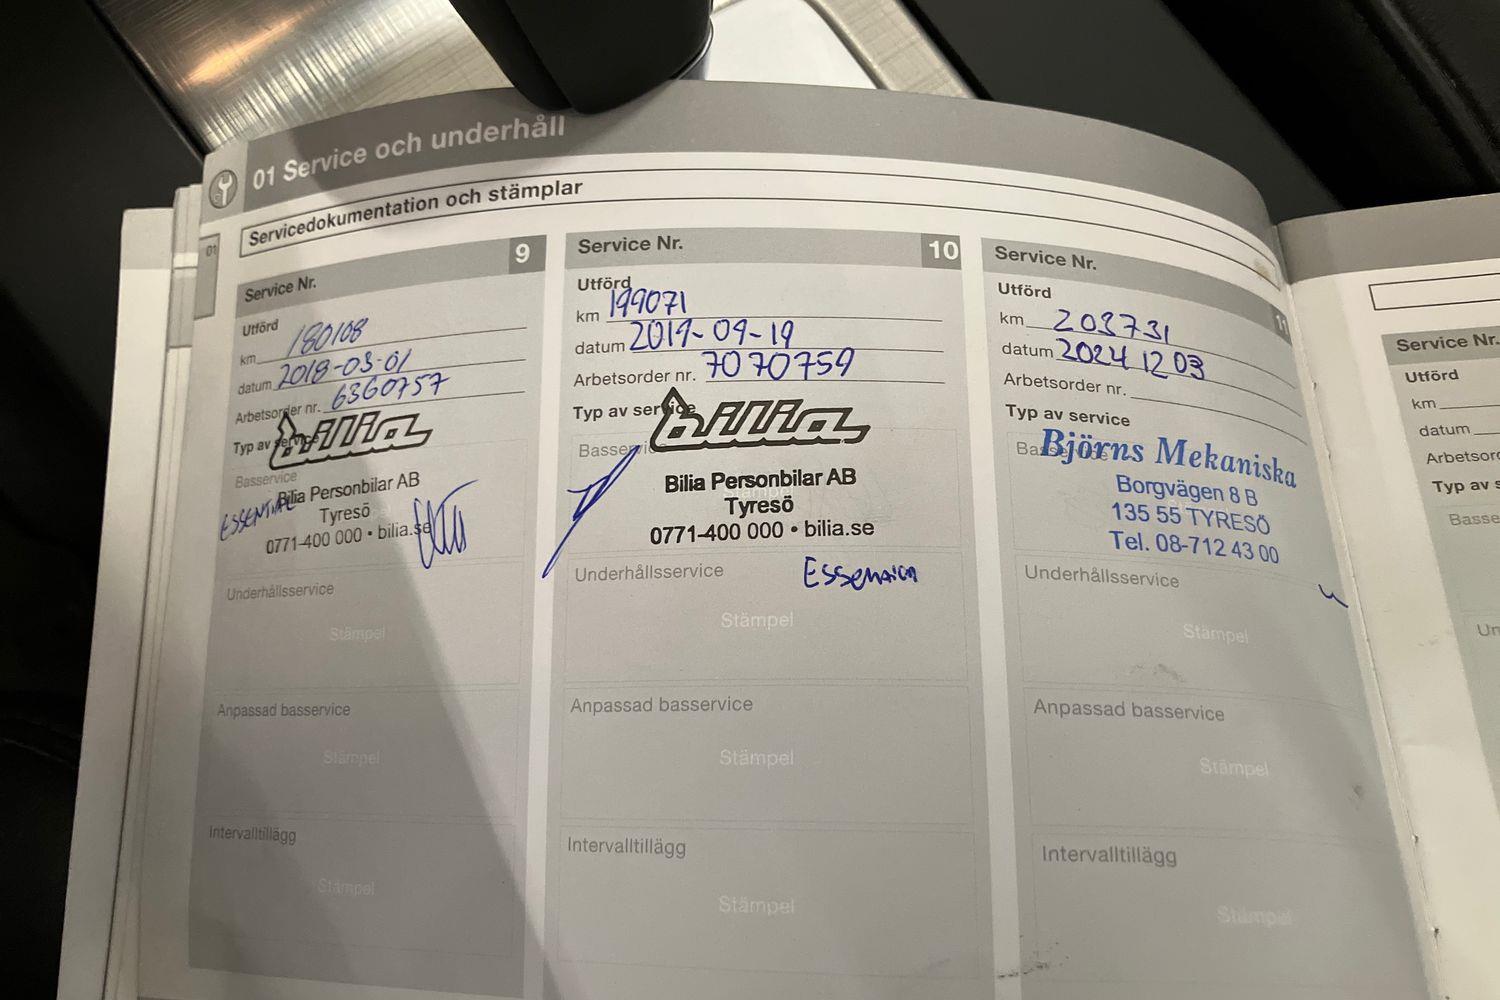 01 Service och underhåll
Servicedokumentation och stämplar
01
Service Nr. 9
Utförd
km 180108
datum 2018-03-01
Arbetsorder nr. 6360757
Typ av service
bilia
Basservice
ESSENTIAL
Bilia Personbilar AB
Tyresö
0771-400 000 • bilia.se
Underhållsservice
Stämpel
Anpassad basservice
Stämpel
Intervalltillägg
Stämpel
Service Nr. 10
Utförd
km 199071
datum 2019-09-19
Arbetsorder nr. 7070759
Typ av service
bilia
Basservice
Bilia Personbilar AB
Tyresö
0771-400 000 • bilia.se
Underhållsservice
Stämpel
Anpassad basservice
Stämpel
Intervalltillägg
Stämpel
Service Nr. 11
Utförd
km 203731
datum 2024 12 03
Arbetsorder nr.
Typ av service
Basservice
Björns Mekaniska
Borgvägen 8 B
135 55 TYRESÖ
Tel. 08-712 43 00
Underhållsservice
Stämpel
Anpassad basservice
Stämpel
Intervalltillägg
Stämpel
Service Nr.
Utförd
km
datum
Arbetsor
Typ av s
Basse
Un